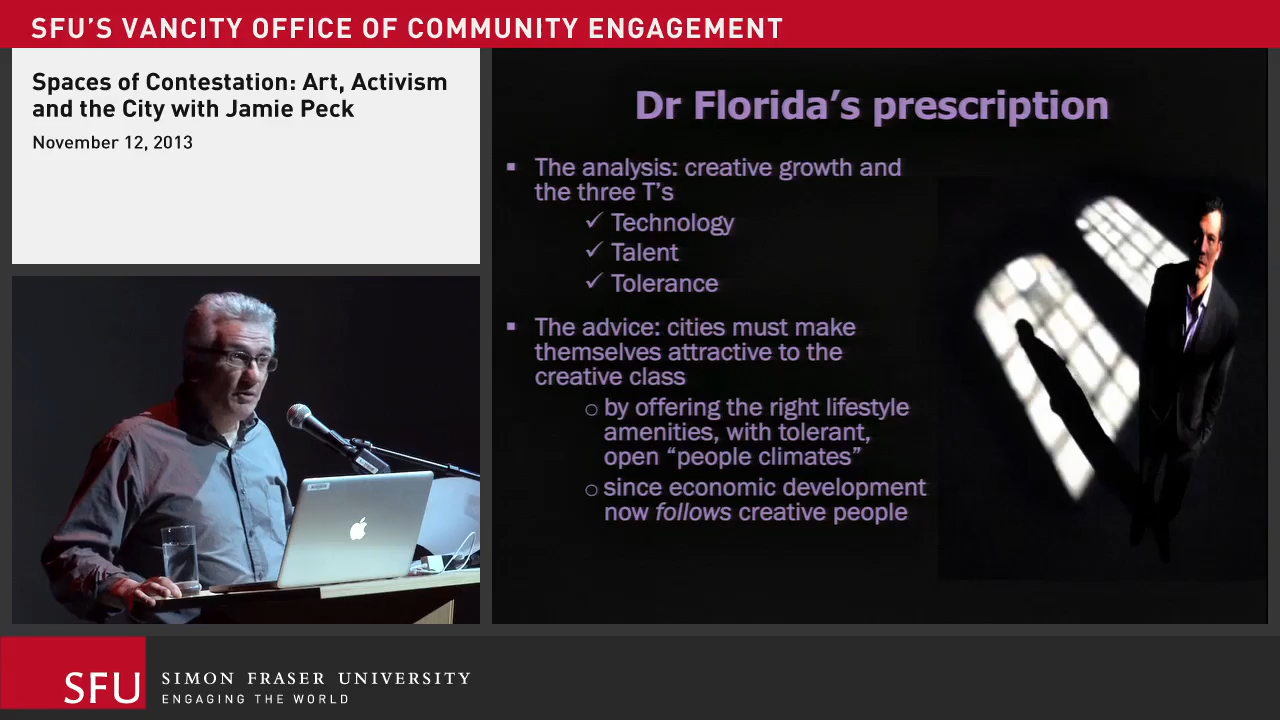 SFU'S VANCITY OFFICE OF COMMUNITY ENGAGEMENT
Spaces of Contestation: Art, Activism
and the City with Jamie Peck
November 12, 2013
Dr Florida's prescription
▪ The analysis: creative growth and
the three T's
✓ Technology
✓ Talent
✓ Tolerance
▪ The advice: cities must make
themselves attractive to the
creative class
○ by offering the right lifestyle
amenities, with tolerant,
open “people climates”
○ since economic development
now follows creative people
SFU
SIMON FRASER UNIVERSITY
ENGAGING THE WORLD